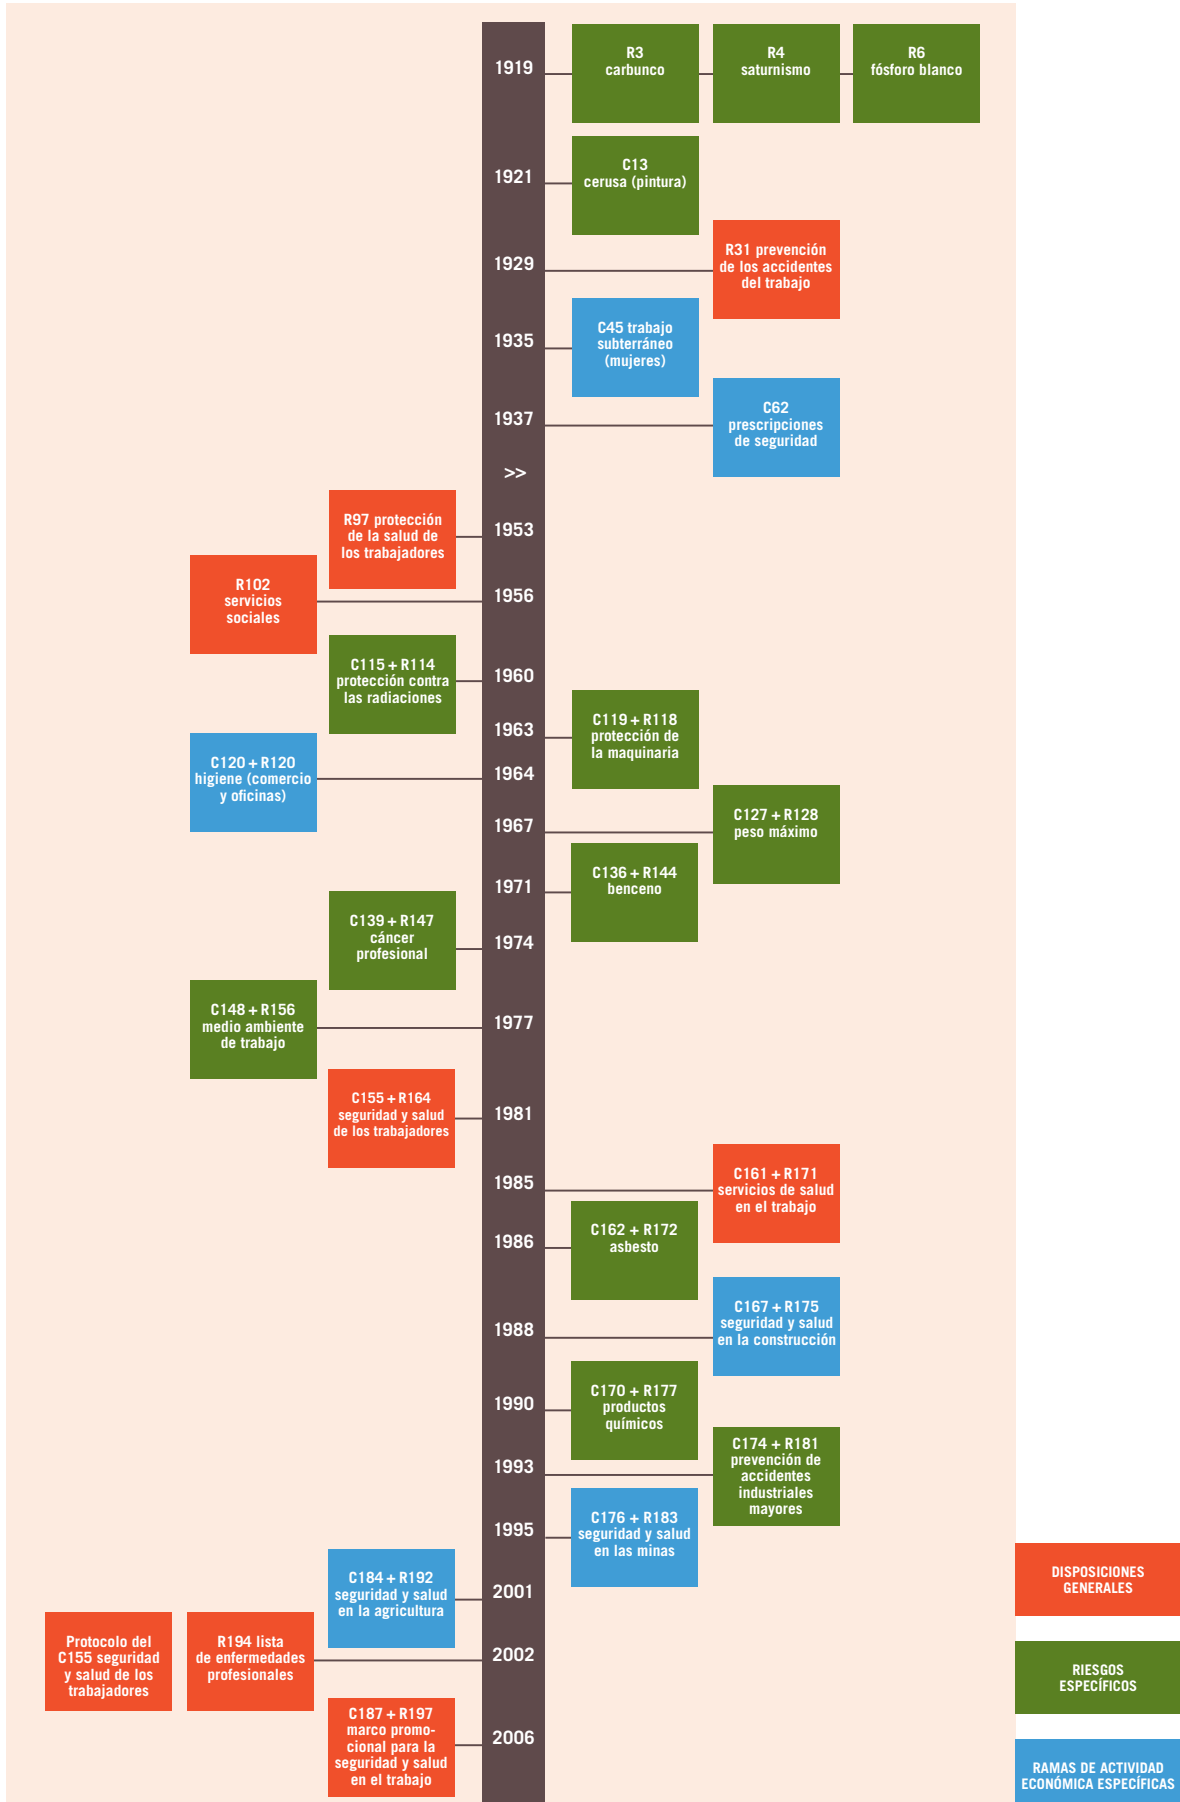 1919
R3
carbunco
R4
saturnismo
R6
fósforo blanco
1921
C13
cerusa (pintura)
1929
R31 prevención
de los accidentes
del trabajo
1935
C45 trabajo
subterráneo
(mujeres)
1937
C62
prescripciones
de seguridad
>>
R97 protección
de la salud de
los trabajadores
1953
R102
servicios
sociales
1956
C115 + R114
protección contra
las radiaciones
1960
1963
C119 + R118
protección de
la maquinaria
C120 + R120
higiene (comercio
y oficinas)
1964
1967
C127 + R128
peso máximo
1971
C136 + R144
benceno
C139 + R147
cáncer
profesional
1974
C148 + R156
medio ambiente
de trabajo
1977
C155 + R164
seguridad y salud
de los trabajadores
1981
1985
C161 + R171
servicios de salud
en el trabajo
1986
C162 + R172
asbesto
1988
C167 + R175
seguridad y salud
en la construcción
1990
C170 + R177
productos
químicos
1993
C174 + R181
prevención de
accidentes
industriales
mayores
1995
C176 + R183
seguridad y salud
en las minas
C184 + R192
seguridad y salud
en la agricultura
2001
Protocolo del
C155 seguridad
y salud de los
trabajadores
R194 lista
de enfermedades
profesionales
2002
C187 + R197
marco promo-
cional para la
seguridad y salud
en el trabajo
2006
DISPOSICIONES
GENERALES
RIESGOS
ESPECÍFICOS
RAMAS DE ACTIVIDAD
ECONÓMICA ESPECÍFICAS